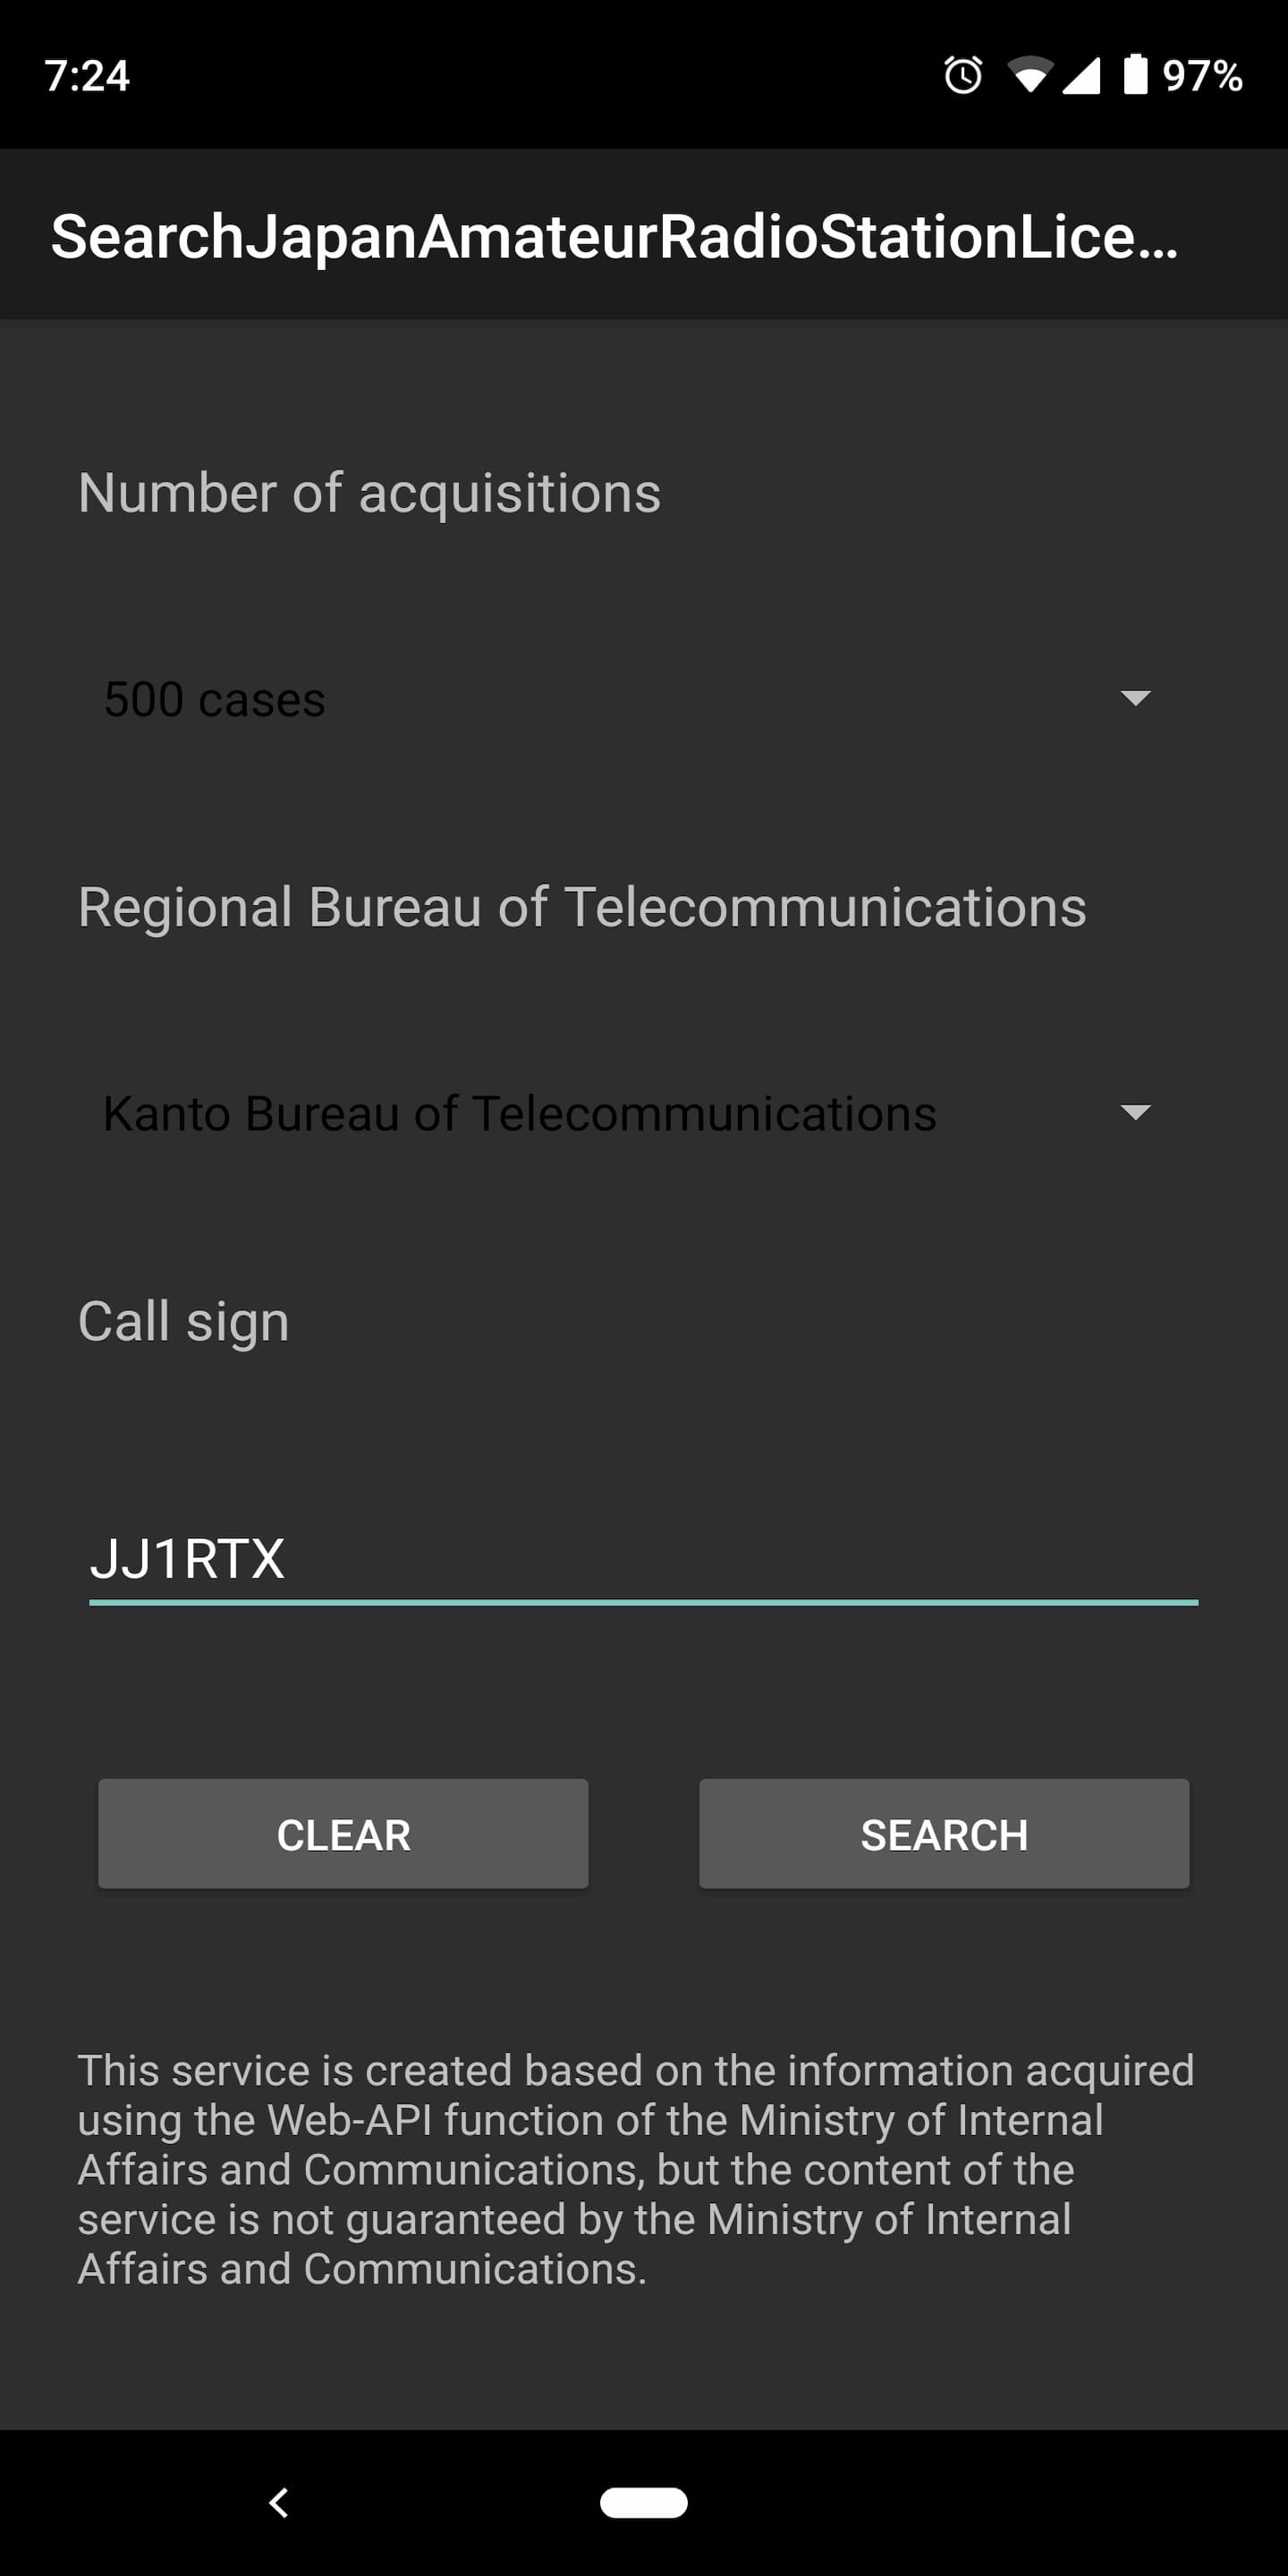 7:24 97%
SearchJapanAmateurRadioStationLice...
Number of acquisitions
500 cases
Regional Bureau of Telecommunications
Kanto Bureau of Telecommunications
Call sign
JJ1RTX
CLEAR SEARCH
This service is created based on the information acquired
using the Web-API function of the Ministry of Internal
Affairs and Communications, but the content of the
service is not guaranteed by the Ministry of Internal
Affairs and Communications.